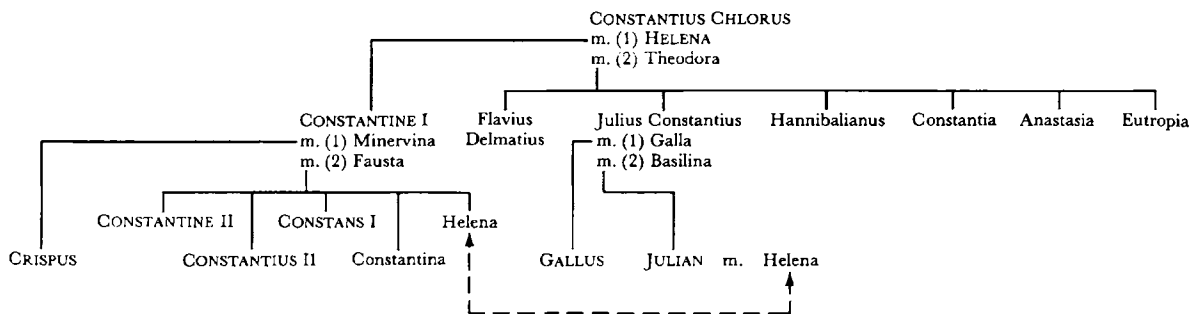 CONSTANTIUS CHLORUS
m. (1) HELENA
m. (2) Theodora
CONSTANTINE I
m. (1) Minervina
m. (2) Fausta
Flavius
Delmatius
Julius Constantius
m. (1) Galla
m. (2) Basilina
Hannibalianus
Constantia
Anastasia
Eutropia
CONSTANTINE II
CONSTANS I
Helena
CRISPUS
CONSTANTIUS II
Constantina
GALLUS
JULIAN m. Helena